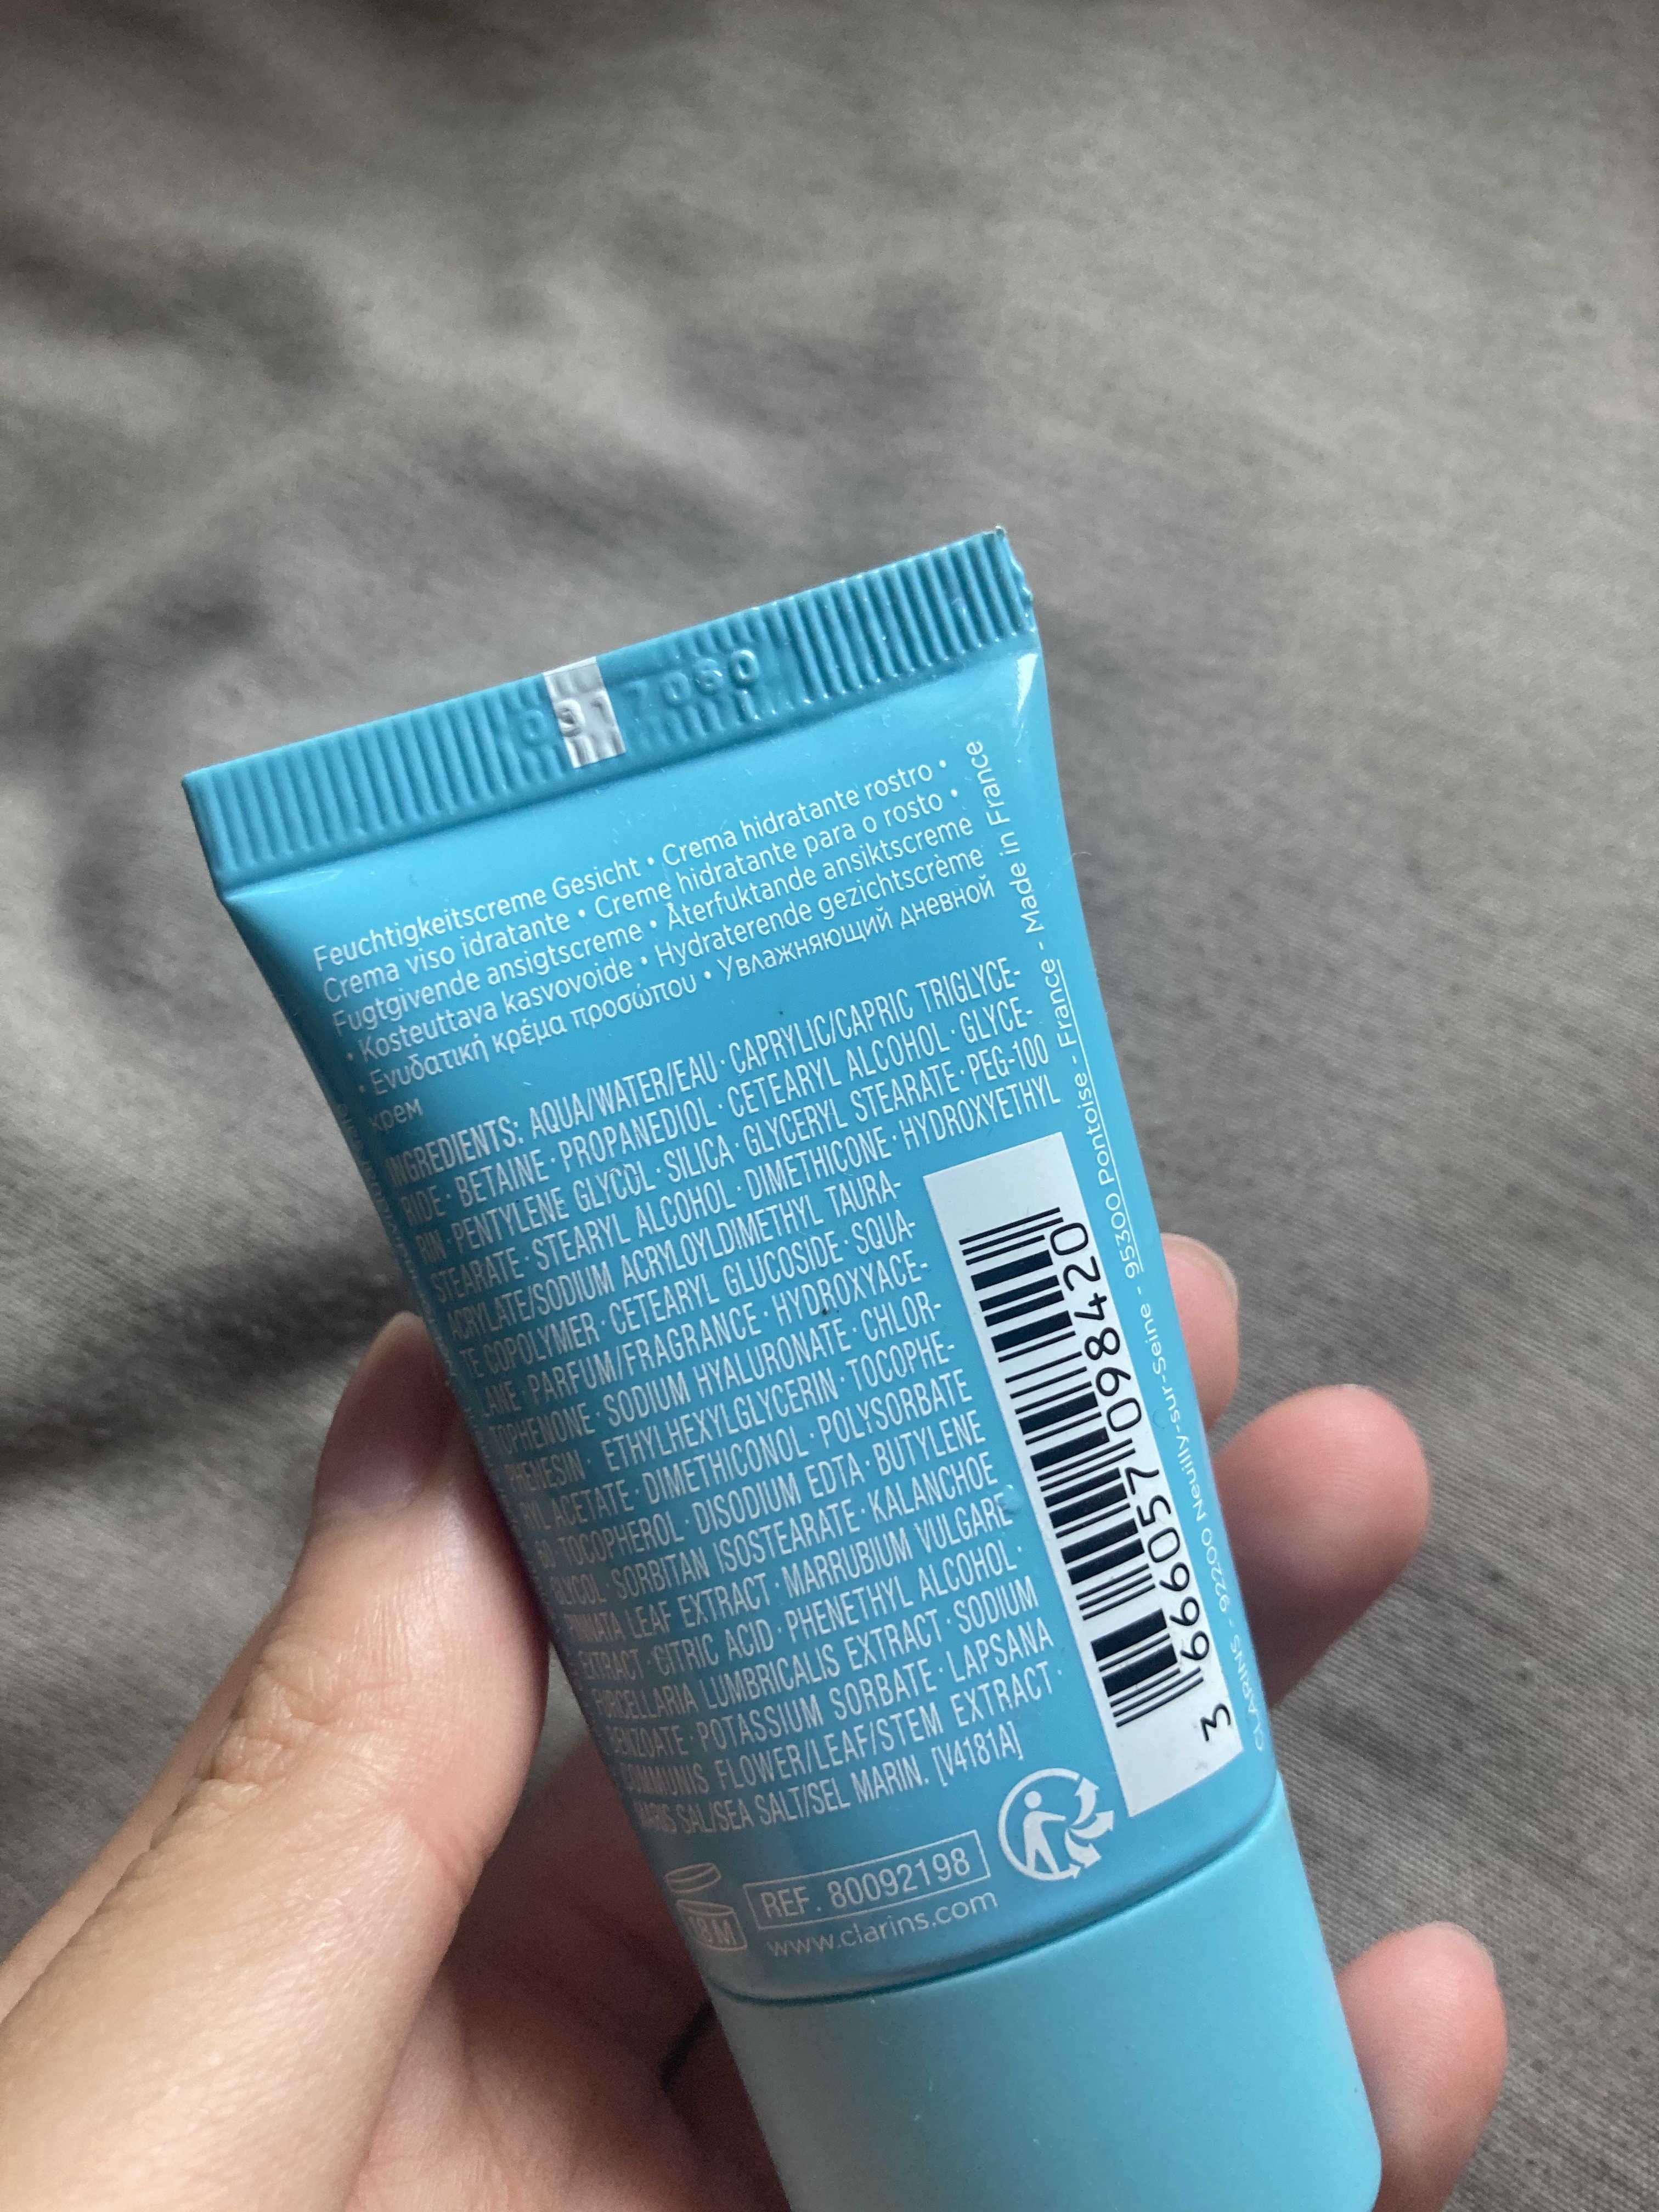 7060
Feuchtigkeitscreme Gesicht • Crema hidratante rostro •
Crema viso idratante • Creme hidratante para o rosto •
Fugtgivende ansigtscreme • Återfuktande ansiktscreme
• Kosteuttava kasvovoide • Hydraterende gezichtscrème
• Ενυδατική κρέμα προσώπου • Увлажняющий дневной
крем
INGREDIENTS: AQUA/WATER/EAU · CAPRYLIC/CAPRIC TRIGLYCE-
RIDE · BETAINE · PROPANEDIOL · CETEARYL ALCOHOL · GLYCE-
RIN · PENTYLENE GLYCOL · SILICA · GLYCERYL STEARATE · PEG-100
STEARATE · STEARYL ALCOHOL · DIMETHICONE · HYDROXYETHYL
ACRYLATE/SODIUM ACRYLOYLDIMETHYL TAURA-
TE COPOLYMER · CETEARYL GLUCOSIDE · SQUA-
LANE · PARFUM/FRAGRANCE · HYDROXYACE-
TOPHENONE · SODIUM HYALURONATE · CHLOR-
PHENESIN · ETHYLHEXYLGLYCERIN · TOCOPHE-
RYL ACETATE · DIMETHICONOL · POLYSORBATE
60 · TOCOPHEROL · DISODIUM EDTA · BUTYLENE
GLYCOL · SORBITAN ISOSTEARATE · KALANCHOE
PINNATA LEAF EXTRACT · MARRUBIUM VULGARE
EXTRACT · CITRIC ACID · PHENETHYL ALCOHOL ·
FURCELLARIA LUMBRICALIS EXTRACT · SODIUM
BENZOATE · POTASSIUM SORBATE · LAPSANA
COMMUNIS FLOWER/LEAF/STEM EXTRACT ·
MARIS SAL/SEA SALT/SEL MARIN. [V4181A]
18M
REF. 80092198
www.clarins.com
3 666057 098420
CLARINS - 92200 Neuilly-sur-Seine - 95300 Pontoise - France - Made in France